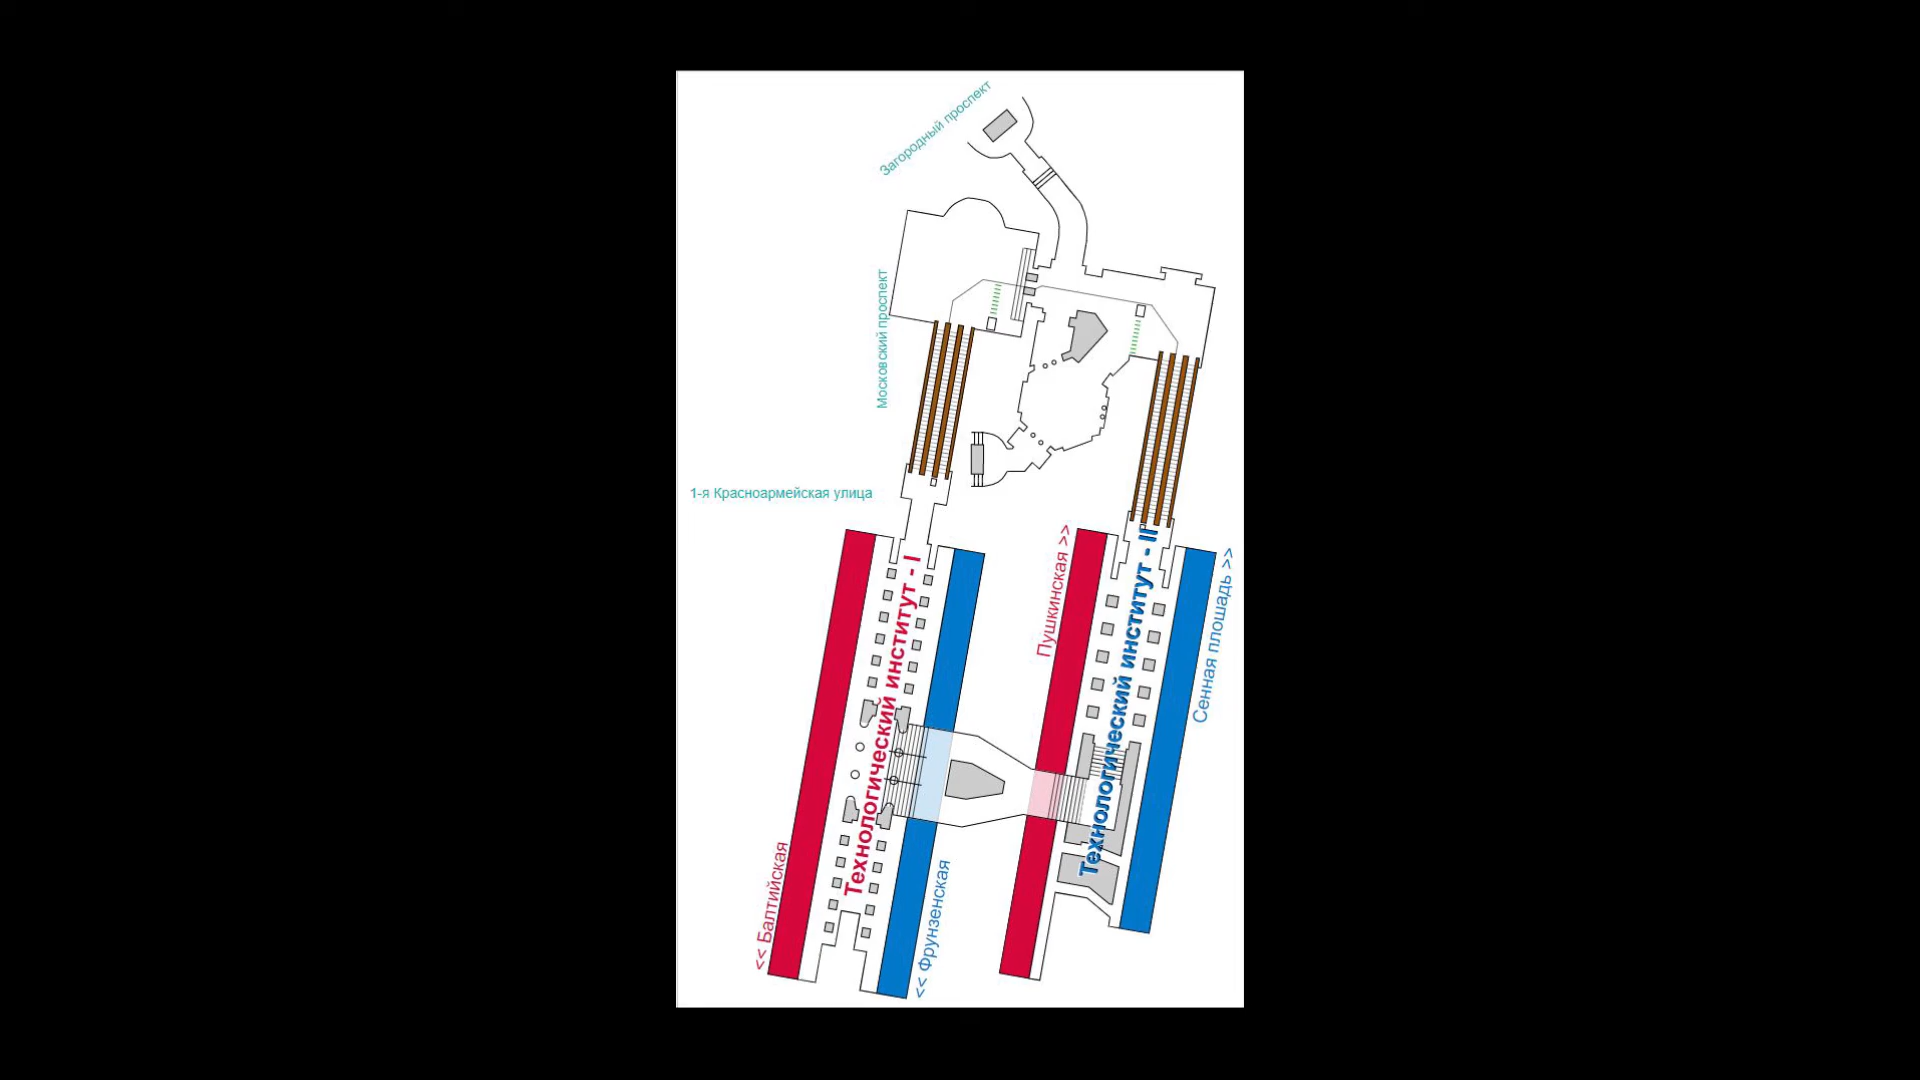 Загородный проспект
Московский проспект
1-я Красноармейская улица
Технологический институт - I
Технологический институт - II
Пушкинская >>
Сенная площадь >>
<< Балтийская
<< Фрунзенская